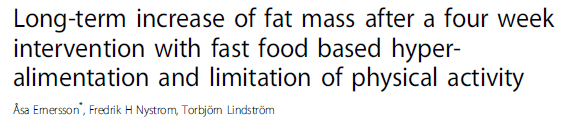 Long-term increase of fat mass after a four week
intervention with fast food based hyper-
alimentation and limitation of physical activity
Åsa Ernersson*, Fredrik H Nystrom, Torbjörn Lindström